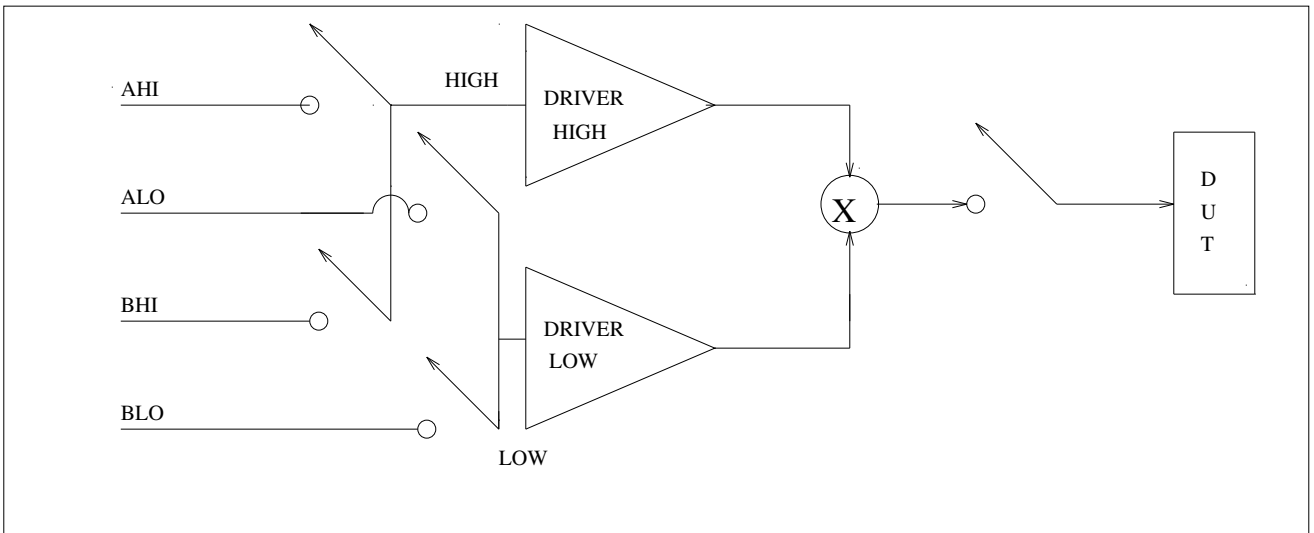 AHI
HIGH
DRIVER
HIGH
ALO
X
D
U
T
BHI
DRIVER
LOW
BLO
LOW